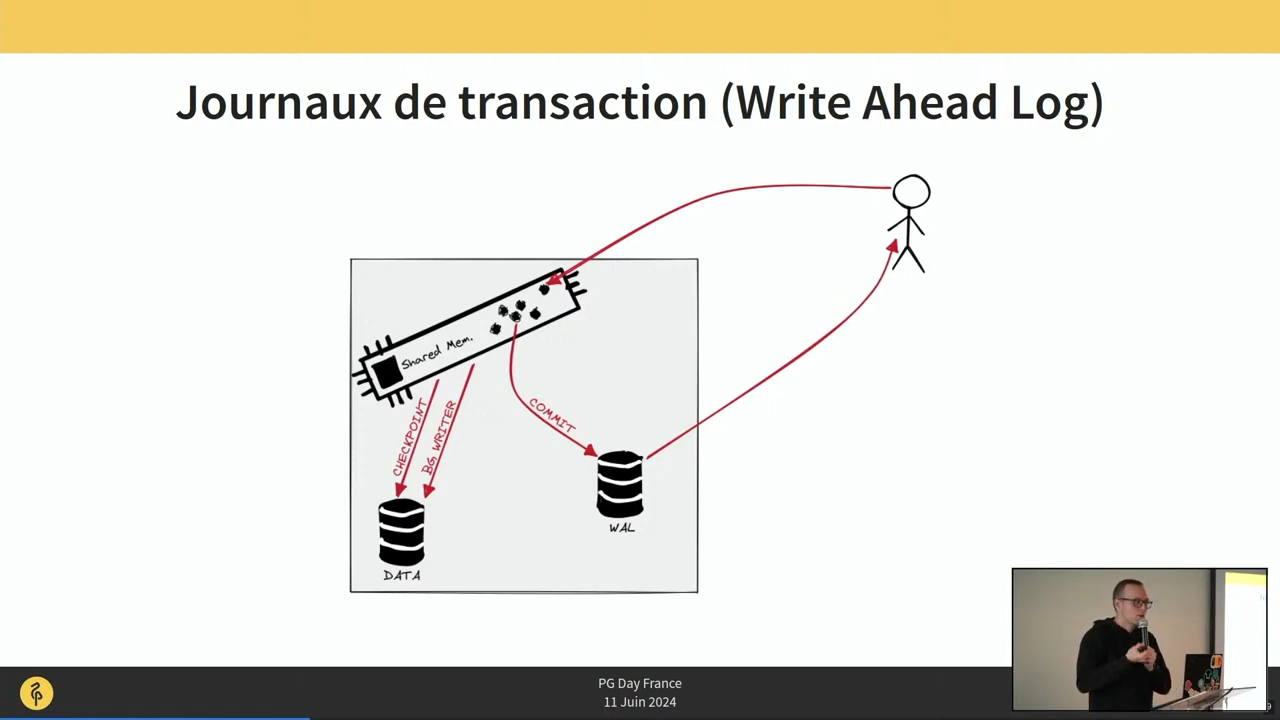 Journaux de transaction (Write Ahead Log)
Shared Mem.
CHECKPOINT
BG, WRITER
COMMIT
WAL
DATA
PG Day France
11 Juin 2024